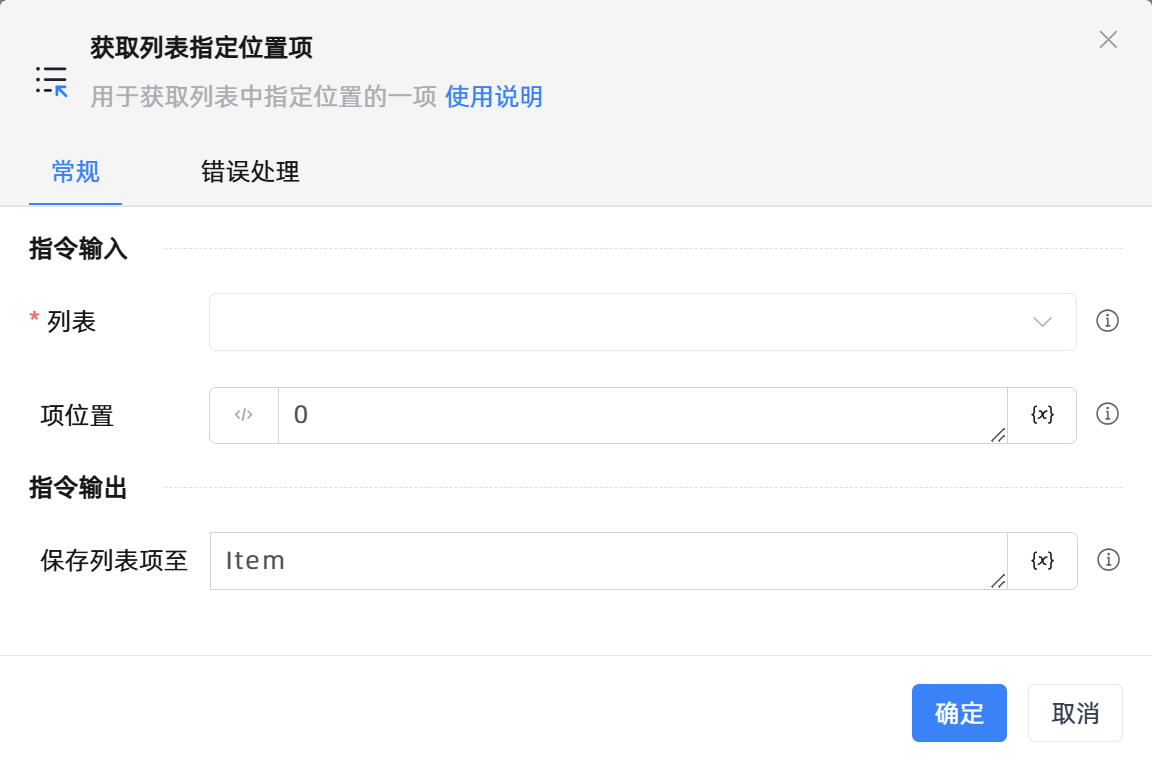 获取列表指定位置项
用于获取列表中指定位置的一项 使用说明
常规 错误处理
指令输入
* 列表
项位置 </> 0 {x}
指令输出
保存列表项至 Item {x}
确定 取消